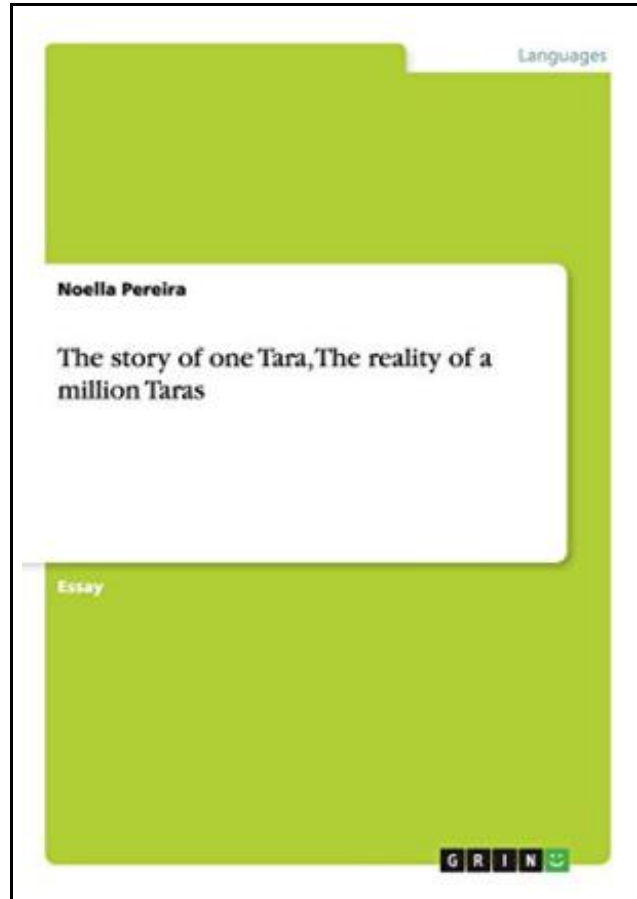 Languages
Noella Pereira
The story of one Tara, The reality of a
million Taras
Essay
GRIN